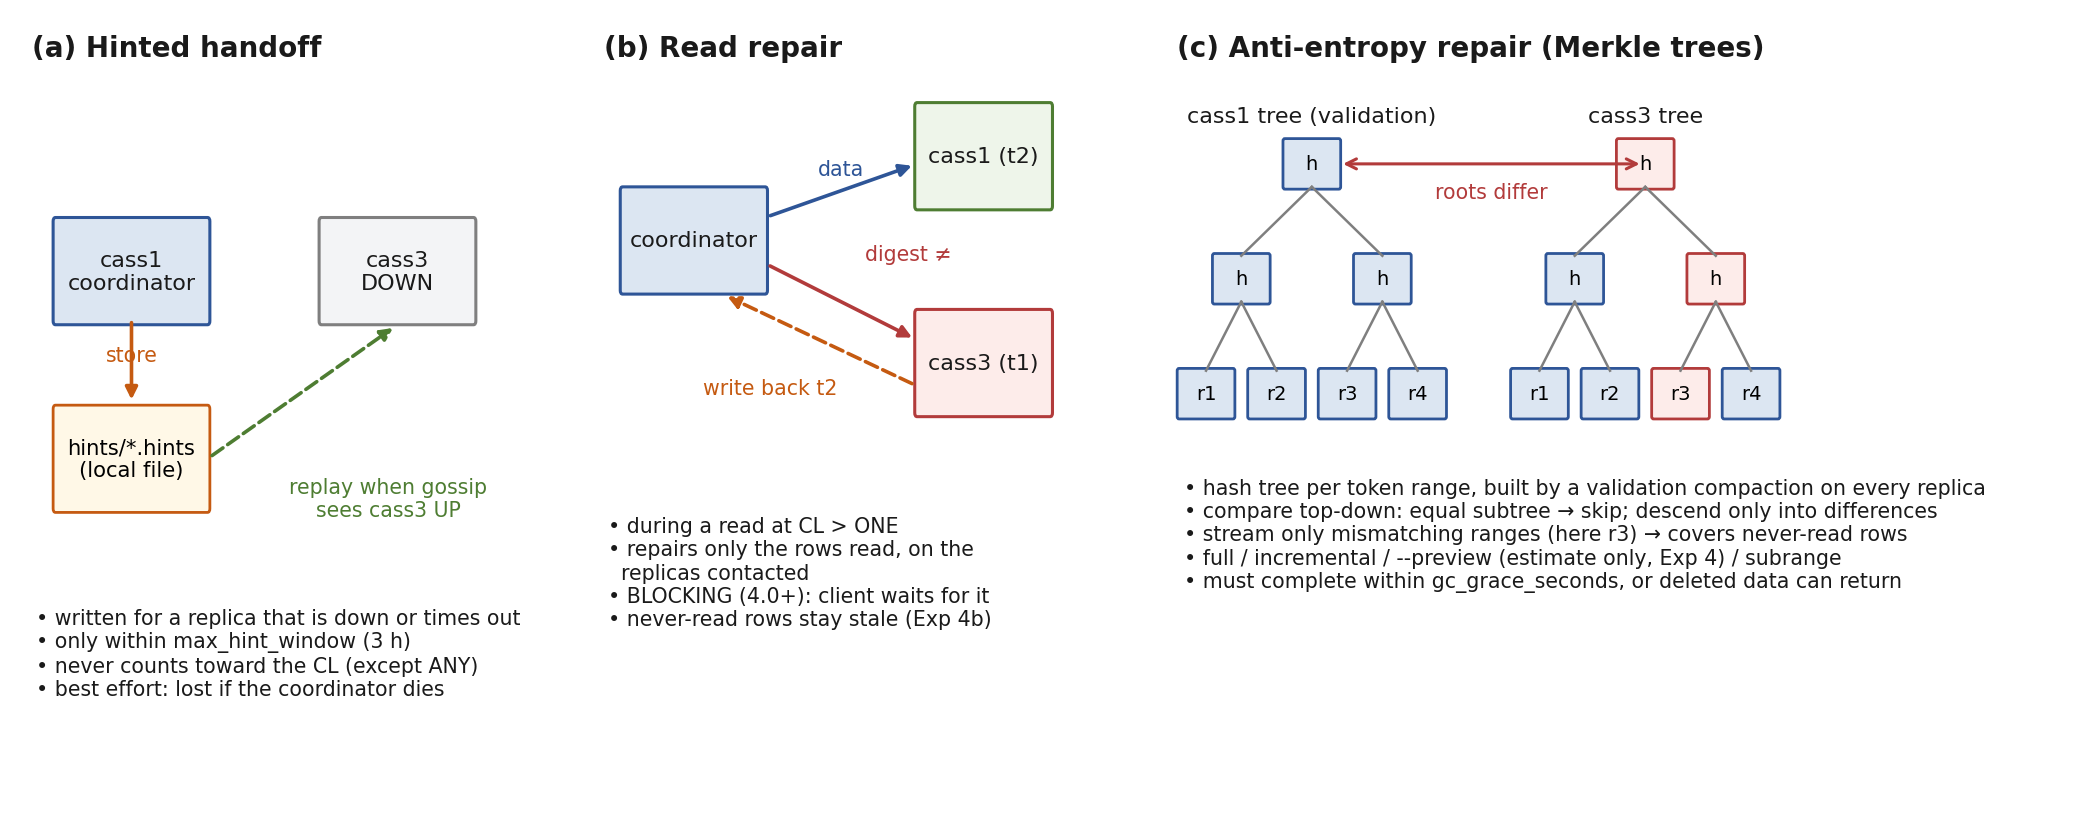 (a) Hinted handoff
cass1
coordinator
cass3
DOWN
store
hints/*.hints
(local file)
replay when gossip
sees cass3 UP
• written for a replica that is down or times out
• only within max_hint_window (3 h)
• never counts toward the CL (except ANY)
• best effort: lost if the coordinator dies
(b) Read repair
coordinator
data
cass1 (t2)
digest ≠
cass3 (t1)
write back t2
• during a read at CL > ONE
• repairs only the rows read, on the
replicas contacted
• BLOCKING (4.0+): client waits for it
• never-read rows stay stale (Exp 4b)
(c) Anti-entropy repair (Merkle trees)
cass1 tree (validation)
cass3 tree
h
h
roots differ
h
h
h
h
r1
r2
r3
r4
r1
r2
r3
r4
• hash tree per token range, built by a validation compaction on every replica
• compare top-down: equal subtree → skip; descend only into differences
• stream only mismatching ranges (here r3) → covers never-read rows
• full / incremental / --preview (estimate only, Exp 4) / subrange
• must complete within gc_grace_seconds, or deleted data can return